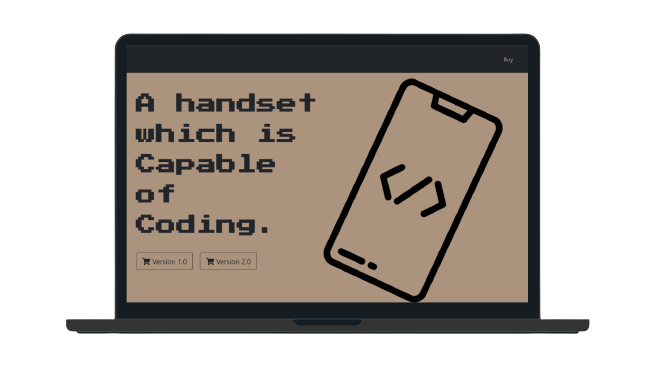 Buy
A handset
which is
Capable
of
Coding.
Version 1.0 Version 2.0